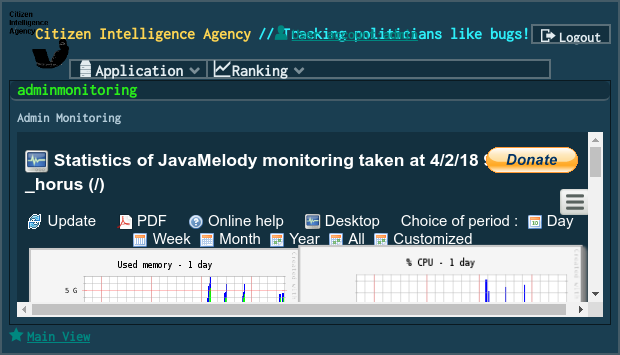 Citizen
Intelligence
Agency
Citizen Intelligence Agency // Tracking politicians like bugs!
Logout
Application
Ranking
adminmonitoring
Admin Monitoring
Statistics of JavaMelody monitoring taken at 4/2/18
Donate
_horus (/)
Update PDF Online help Desktop Choice of period : Day
Week Month Year All Customized
Used memory - 1 day
% CPU - 1 day
5 G
Main View